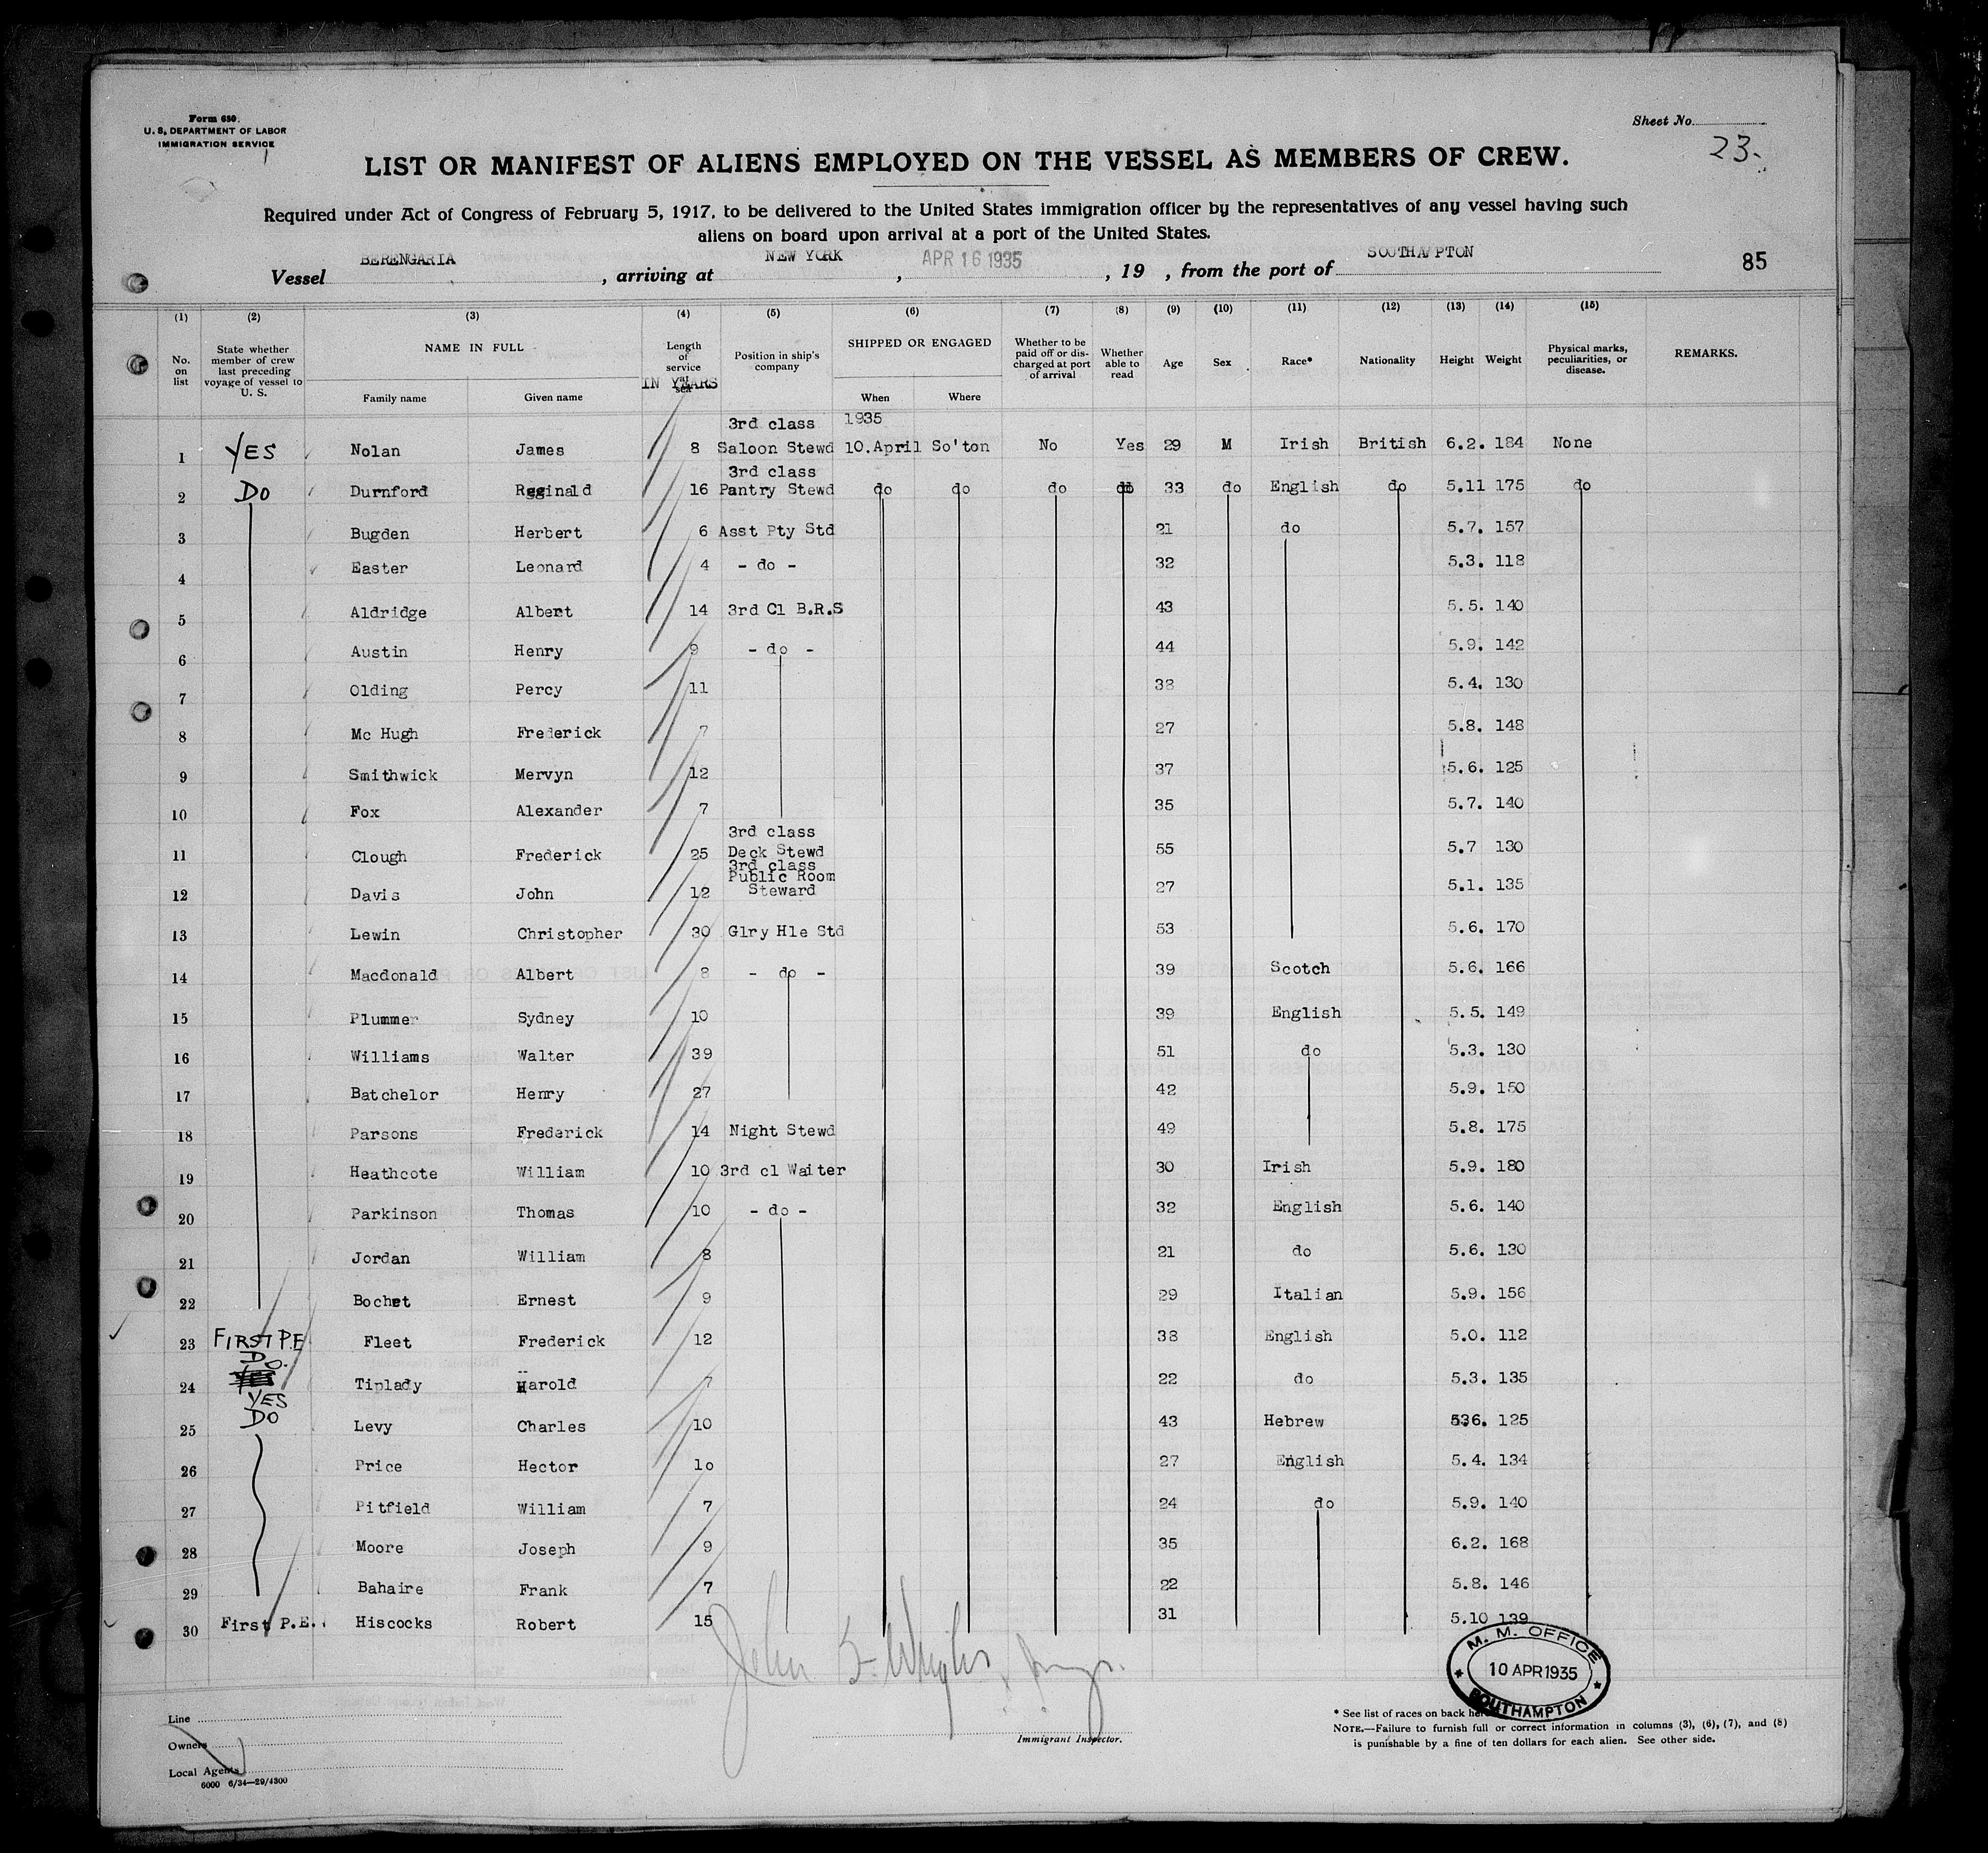 Form 680.
U. S. DEPARTMENT OF LABOR
IMMIGRATION SERVICE
Sheet No.
23.
LIST OR MANIFEST OF ALIENS EMPLOYED ON THE VESSEL AS MEMBERS OF CREW.
Required under Act of Congress of February 5, 1917, to be delivered to the United States immigration officer by the representatives of any vessel having such
aliens on board upon arrival at a port of the United States.
Vessel BERENGARIA, arriving at NEW YORK, APR 16 1935, 19 , from the port of SOUTHAMPTON 85
(1) (2) (3) (4) (5) (6) (7) (8) (9) (10) (11) (12) (13) (14) (15)
No. on list State whether member of crew last preceding voyage of vessel to U. S. NAME IN FULL Family name Given name Length of service at sea IN YEARS Position in ship's company SHIPPED OR ENGAGED When Where Whether to be paid off or discharged at port of arrival Whether able to read Age Sex Race* Nationality Height Weight Physical marks, peculiarities, or disease. REMARKS.
3rd class 1935
1 YES Nolan James 8 Saloon Stewd 10.April So'ton No Yes 29 M Irish British 6.2. 184 None
3rd class
2 DO Durnford Reginald 16 Pantry Stewd do do do do 33 do English do 5.11 175 do
3 Bugden Herbert 6 Asst Pty Std 21 do 5.7. 157
4 Easter Leonard 4 - do - 32 5.3. 118
5 Aldridge Albert 14 3rd Cl B.R.S 43 5.5. 140
6 Austin Henry 9 - do - 44 5.9. 142
7 Olding Percy 11 38 5.4. 130
8 Mc Hugh Frederick 7 27 5.8. 148
9 Smithwick Mervyn 12 37 5.6. 125
10 Fox Alexander 7 35 5.7. 140
3rd class
11 Clough Frederick 25 Deck Stewd 55 5.7 130
3rd class
Public Room
12 Davis John 12 Steward 27 5.1. 135
13 Lewin Christopher 30 Glry Hle Std 53 5.6. 170
14 Macdonald Albert 8 - do - 39 Scotch 5.6. 166
15 Plummer Sydney 10 39 English 5.5. 149
16 Williams Walter 39 51 do 5.3. 130
17 Batchelor Henry 27 42 5.9. 150
18 Parsons Frederick 14 Night Stewd 49 5.8. 175
19 Heathcote William 10 3rd cl Waiter 30 Irish 5.9. 180
20 Parkinson Thomas 10 - do - 32 English 5.6. 140
21 Jordan William 8 21 do 5.6. 130
22 Bochet Ernest 9 29 Italian 5.9. 156
23 FIRST P.E Fleet Frederick 12 38 English 5.0. 112
DO.
24 YES Tiplady Harold 7 22 do 5.3. 135
YES
25 DO Levy Charles 10 43 Hebrew 536. 125
26 Price Hector 1o 27 English 5.4. 134
27 Pitfield William 7 24 do 5.9. 140
28 Moore Joseph 9 35 6.2. 168
29 Bahaire Frank 7 22 5.8. 146
30 First P.E. Hiscocks Robert 15 31 5.10 139
M. M. OFFICE
10 APR 1935
SOUTHAMPTON
Line
Owners
Local Agents
6000 6/34—29/4300
Immigrant Inspector.
* See list of races on back
NOTE.—Failure to furnish full or correct information in columns (3), (6), (7), and (8)
is punishable by a fine of ten dollars for each alien. See other side.